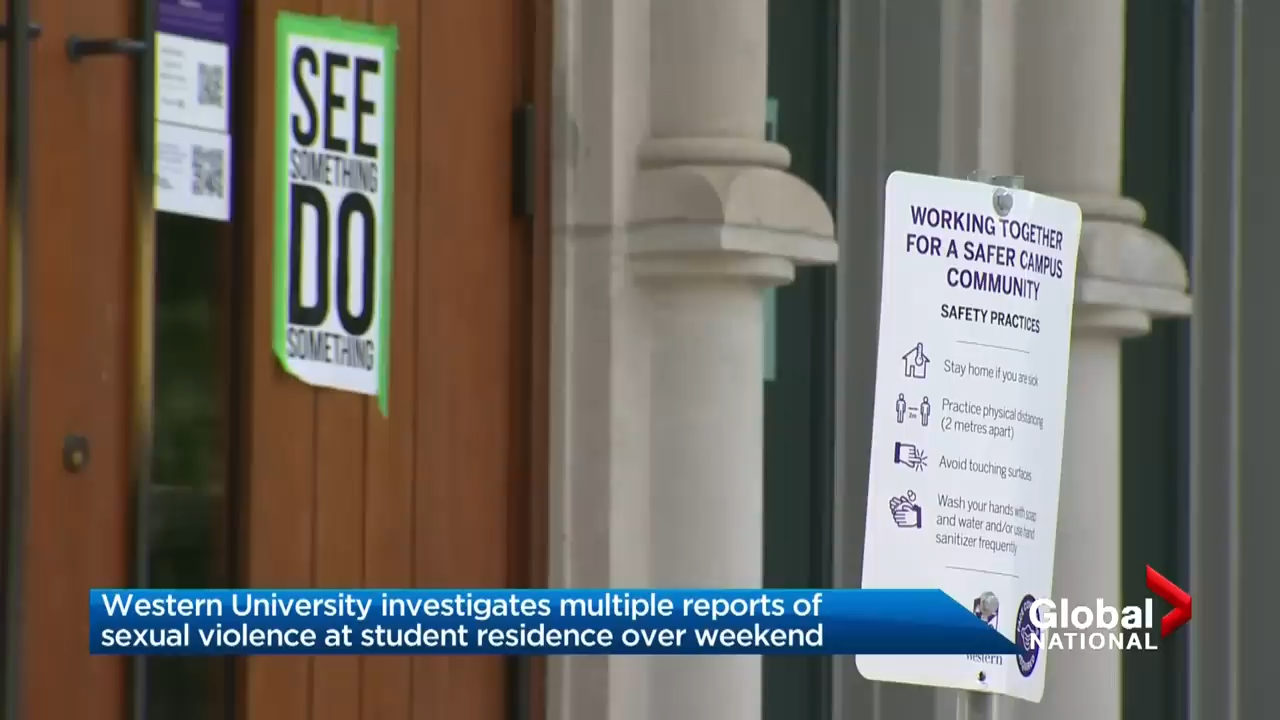 SEE
SOMETHING
DO
SOMETHING
WORKING TOGETHER
FOR A SAFER CAMPUS
COMMUNITY
SAFETY PRACTICES
Stay home if you are sick
Practice physical distancing
(2 metres apart)
Avoid touching surfaces
Wash your hands with soap
and water and/or use hand
sanitizer frequently
Western
Western University investigates multiple reports of
sexual violence at student residence over weekend
Global
NATIONAL